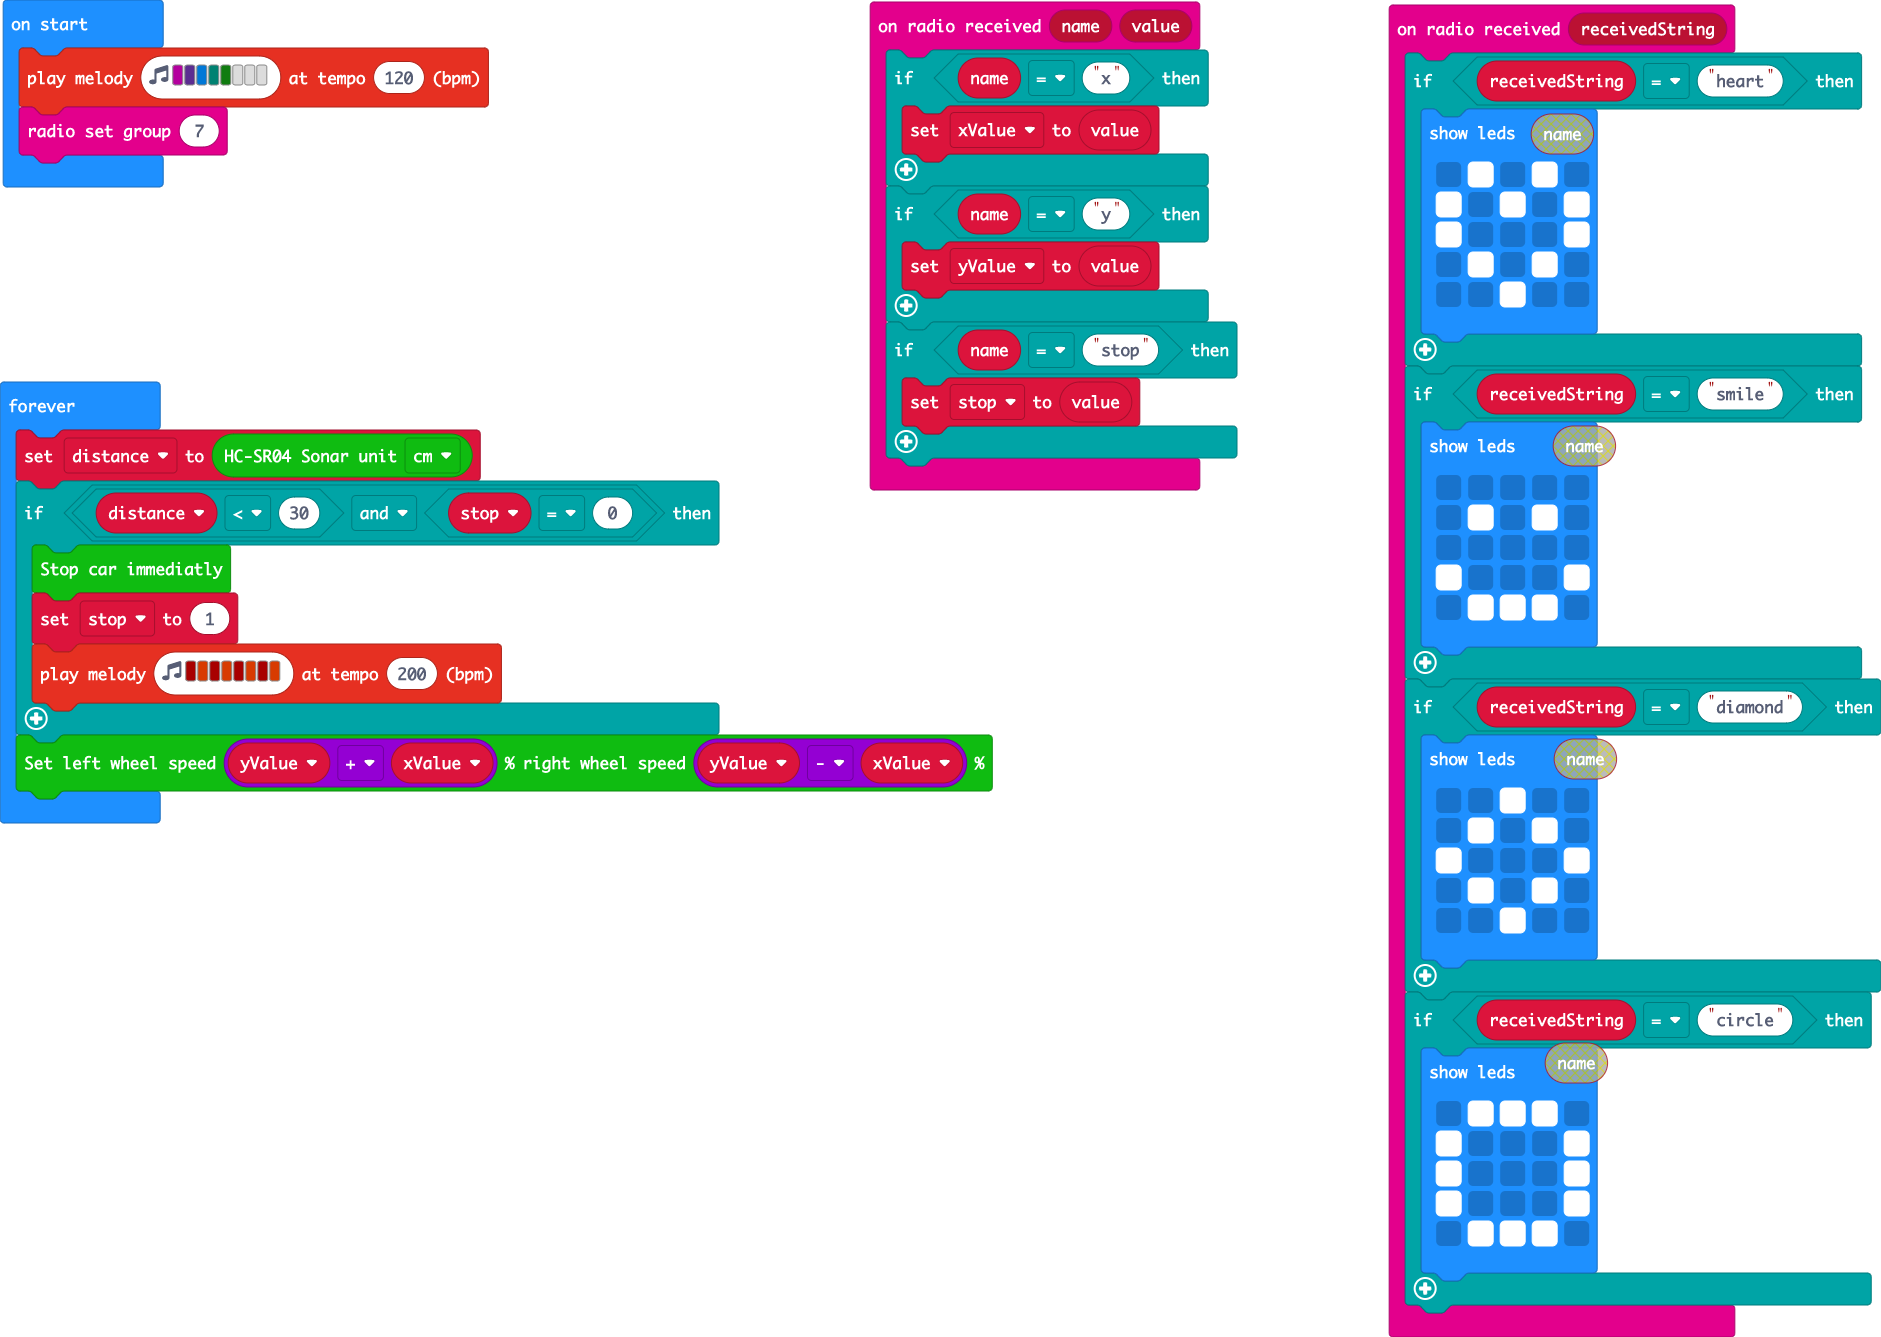 on start
play melody at tempo 120 (bpm)
radio set group 7
forever
set distance to HC-SR04 Sonar unit cm
if distance < 30 and stop = 0 then
Stop car immediatly
set stop to 1
play melody at tempo 200 (bpm)
Set left wheel speed yValue + xValue % right wheel speed yValue - xValue %
on radio received name value
if name = "x" then
set xValue to value
if name = "y" then
set yValue to value
if name = "stop" then
set stop to value
on radio received receivedString
if receivedString = "heart" then
show leds name
if receivedString = "smile" then
show leds name
if receivedString = "diamond" then
show leds name
if receivedString = "circle" then
show leds name